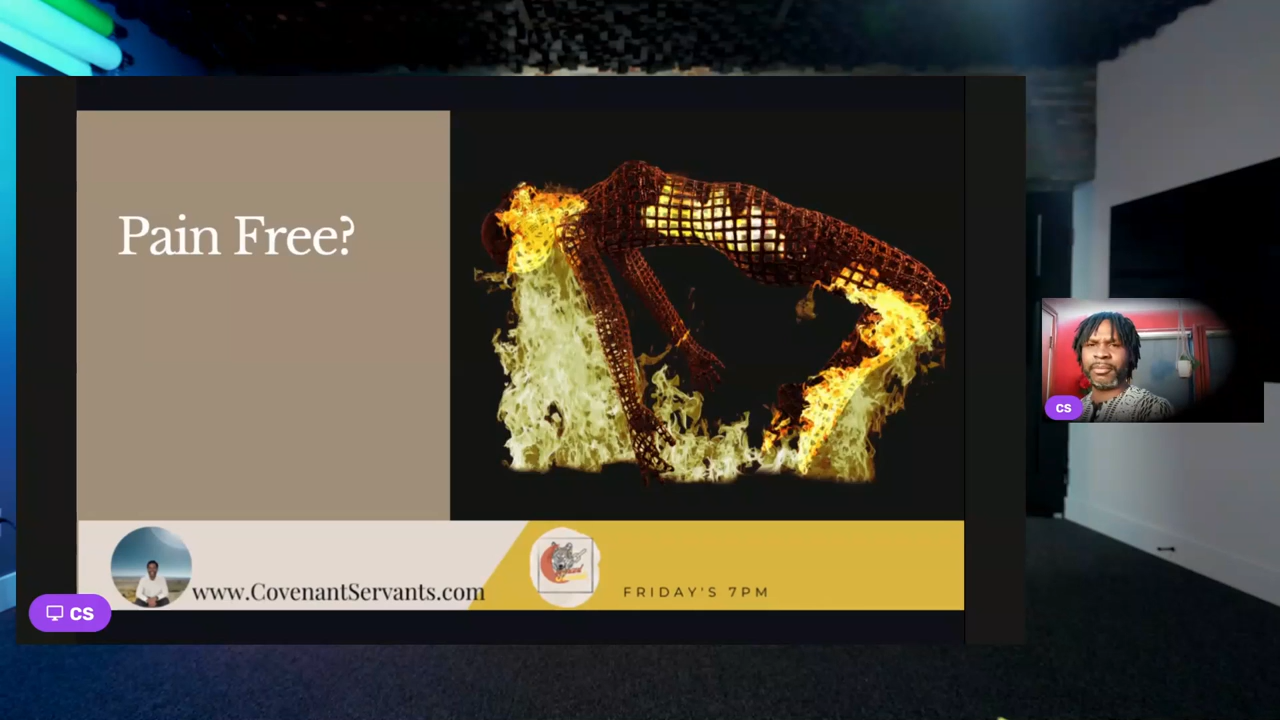 Pain Free?
www.CovenantServants.com
FRIDAY'S 7PM
CS
CS